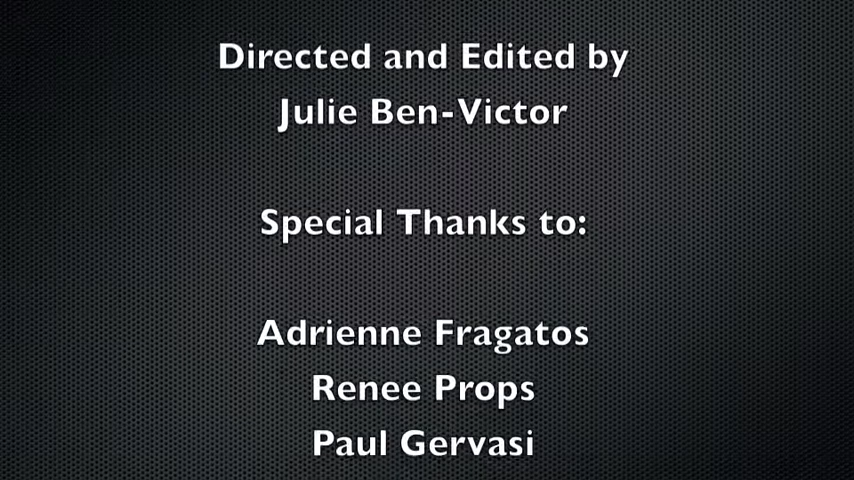 Directed and Edited by
Julie Ben-Victor
Special Thanks to:
Adrienne Fragatos
Renee Props
Paul Gervasi